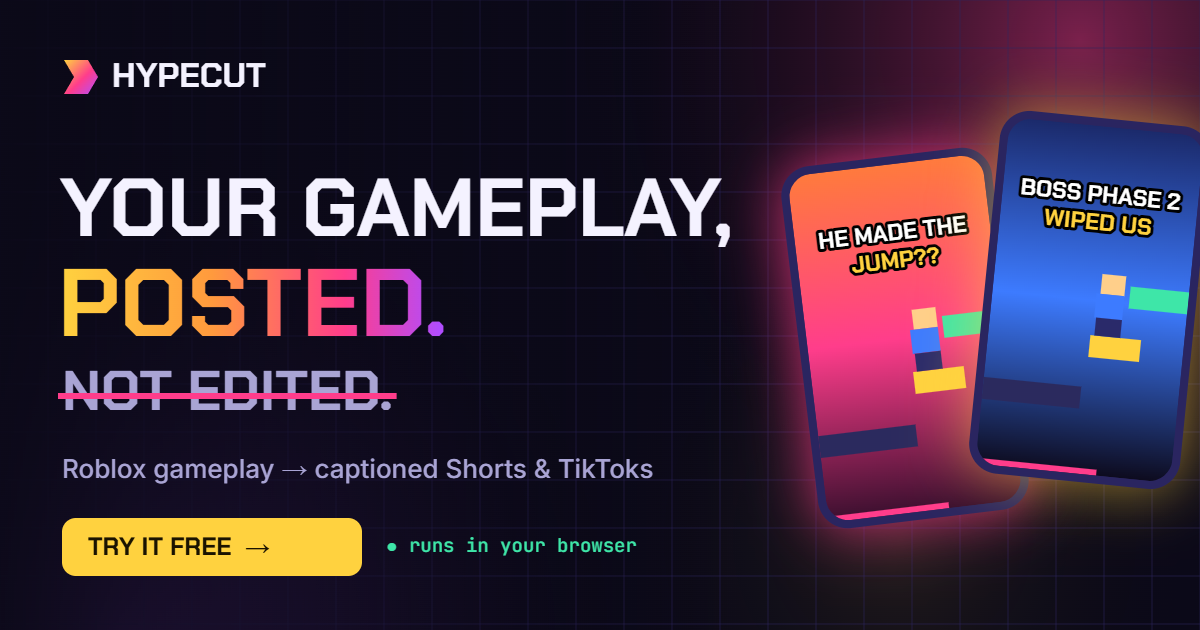 HYPECUT
YOUR GAMEPLAY,
POSTED.
NOT EDITED.
Roblox gameplay → captioned Shorts & TikToks
TRY IT FREE →
• runs in your browser
HE MADE THE
JUMP??
BOSS PHASE 2
WIPED US